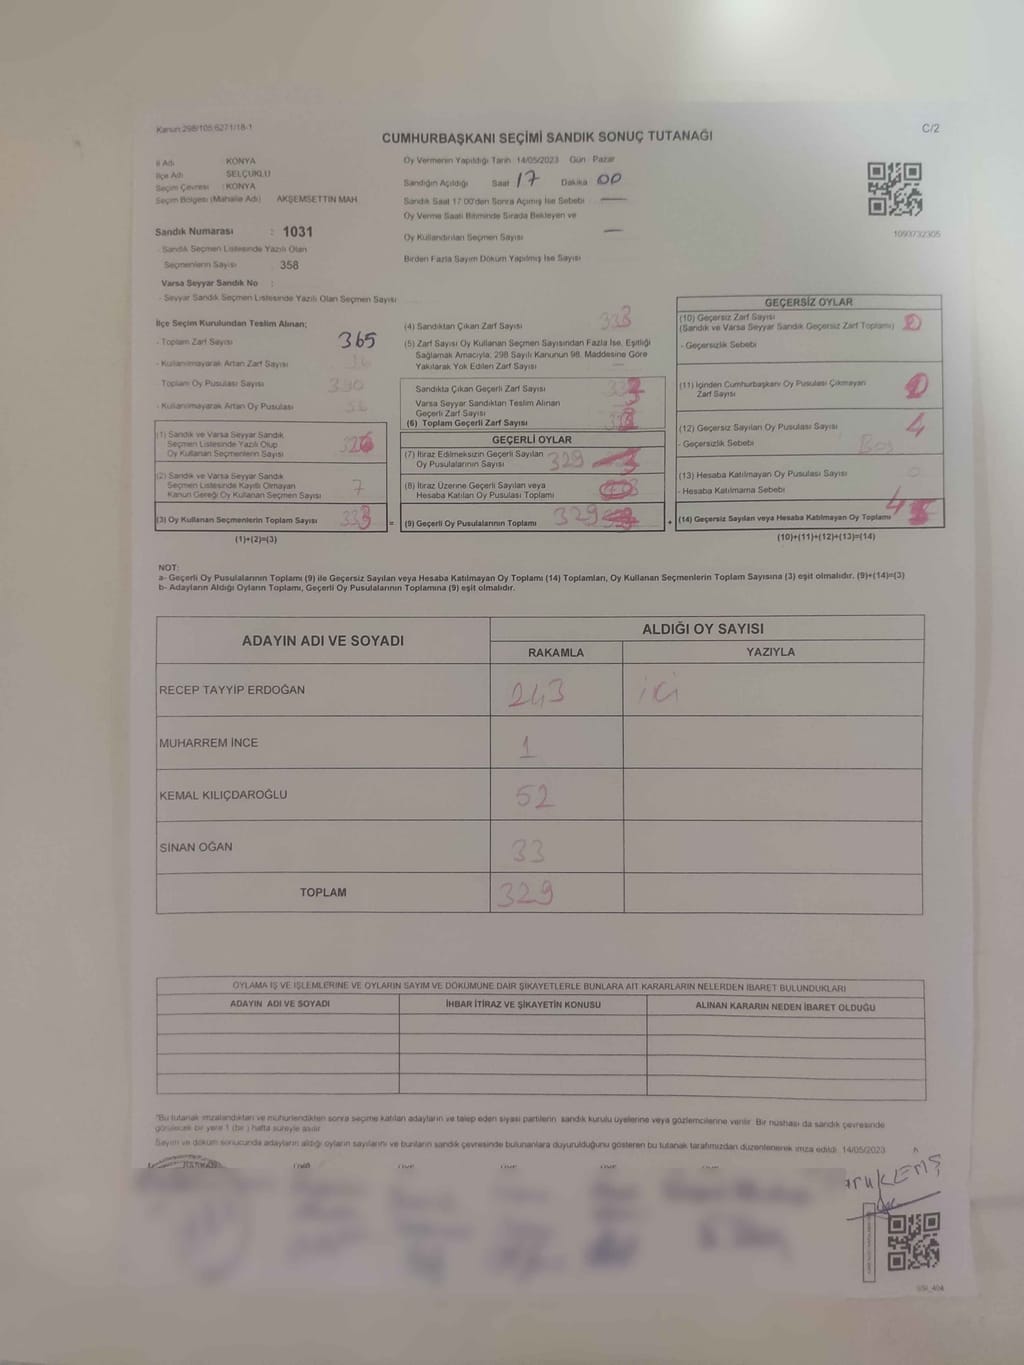 Kanun:298/105;6271/18-1
C/2
CUMHURBAŞKANI SEÇİMİ SANDIK SONUÇ TUTANAĞI
İl Adı KONYA
İlçe Adı SELÇUKLU
Seçim Çevresi : KONYA
Seçim Bölgesi (Mahalle Adı) AKŞEMSETTİN MAH.
Sandık Numarası : 1031
- Sandık Seçmen Listesinde Yazılı Olan
Seçmenlerin Sayısı 358
Varsa Seyyar Sandık No :
- Seyyar Sandık Seçmen Listesinde Yazılı Olan Seçmen Sayısı
Oy Vermenin Yapıldığı Tarih 14/05/2023 Gün Pazar
Sandığın Açıldığı Saat 17 Dakika 00
Sandık Saat 17.00'den Sonra Açılmış İse Sebebi —
Oy Verme Saati Bitiminde Sırada Bekleyen ve
Oy Kullandırılan Seçmen Sayısı —
Birden Fazla Sayım Döküm Yapılmış İse Sayısı
1093732305
İlçe Seçim Kurulundan Teslim Alınan;
- Toplam Zarf Sayısı 365
- Kullanılmayarak Artan Zarf Sayısı
- Toplam Oy Pusulası Sayısı
- Kullanılmayarak Artan Oy Pusulası
(1) Sandık ve Varsa Seyyar Sandık
Seçmen Listesinde Yazılı Olup
Oy Kullanan Seçmenlerin Sayısı 326
(2) Sandık ve Varsa Seyyar Sandık
Seçmen Listesinde Kayıtlı Olmayan
Kanun Gereği Oy Kullanan Seçmen Sayısı 7
(3) Oy Kullanan Seçmenlerin Toplam Sayısı 333 =
(1)+(2)=(3)
(4) Sandıktan Çıkan Zarf Sayısı 333
(5) Zarf Sayısı Oy Kullanan Seçmen Sayısından Fazla İse, Eşitliği
Sağlamak Amacıyla, 298 Sayılı Kanunun 98. Maddesine Göre
Yakılarak Yok Edilen Zarf Sayısı —
Sandıkta Çıkan Geçerli Zarf Sayısı 333
Varsa Seyyar Sandıktan Teslim Alınan
Geçerli Zarf Sayısı
(6) Toplam Geçerli Zarf Sayısı
GEÇERLİ OYLAR
(7) İtiraz Edilmeksizin Geçerli Sayılan
Oy Pusulalarının Sayısı 329
(8) İtiraz Üzerine Geçerli Sayılan veya
Hesaba Katılan Oy Pusulası Toplamı
(9) Geçerli Oy Pusulalarının Toplamı 329 +
GEÇERSİZ OYLAR
(10) Geçersiz Zarf Sayısı
(Sandık ve Varsa Seyyar Sandık Geçersiz Zarf Toplamı)
- Geçersizlik Sebebi
(11) İçinden Cumhurbaşkanı Oy Pusulası Çıkmayan
Zarf Sayısı
(12) Geçersiz Sayılan Oy Pusulası Sayısı 4
- Geçersizlik Sebebi Boş
(13) Hesaba Katılmayan Oy Pusulası Sayısı 0
- Hesaba Katılmama Sebebi
(14) Geçersiz Sayılan veya Hesaba Katılmayan Oy Toplamı 4
(10)+(11)+(12)+(13)=(14)
NOT:
a- Geçerli Oy Pusulalarının Toplamı (9) ile Geçersiz Sayılan veya Hesaba Katılmayan Oy Toplamı (14) Toplamları, Oy Kullanan Seçmenlerin Toplam Sayısına (3) eşit olmalıdır. (9)+(14)=(3)
b- Adayların Aldığı Oyların Toplamı, Geçerli Oy Pusulalarının Toplamına (9) eşit olmalıdır.
ADAYIN ADI VE SOYADI
ALDIĞI OY SAYISI
RAKAMLA YAZIYLA
RECEP TAYYİP ERDOĞAN 243 iki
MUHARREM İNCE 1
KEMAL KILIÇDAROĞLU 52
SİNAN OĞAN 33
TOPLAM 329
OYLAMA İŞ VE İŞLEMLERİNE VE OYLARIN SAYIM VE DÖKÜMÜNE DAİR ŞİKAYETLERLE BUNLARA AİT KARARLARIN NELERDEN İBARET BULUNDUKLARI
ADAYIN ADI VE SOYADI İHBAR İTİRAZ VE ŞİKAYETİN KONUSU ALINAN KARARIN NEDEN İBARET OLDUĞU
*Bu tutanak imzalandıktan ve mühürlendikten sonra seçime katılan adayların ve talep eden siyasi partilerin sandık kurulu üyelerine veya gözlemcilerine verilir. Bir nüshası da sandık çevresinde
görülecek bir yere 1 (bir ) hafta süreyle asılır.
Sayım ve döküm sonucunda adayların aldığı oyların sayılarını ve bunların sandık çevresinde bulunanlara duyurulduğunu gösteren bu tutanak tarafımızdan düzenlenerek imza edildi. 14/05/2023